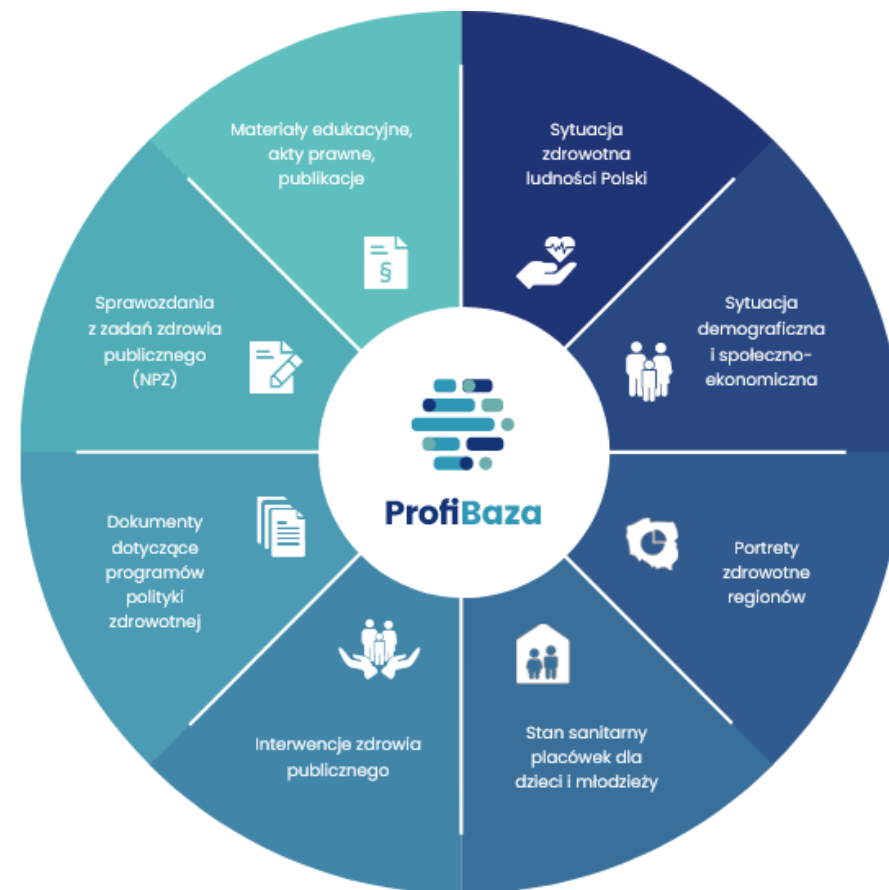 Sytuacja
zdrowotna
ludności Polski
Sytuacja
demograficzna
i społeczno-
ekonomiczna
Portrety
zdrowotne
regionów
Stan sanitarny
placówek dla
dzieci i młodzieży
Interwencje zdrowia
publicznego
Dokumenty
dotyczące
programów
polityki
zdrowotnej
Sprawozdania
z zadań zdrowia
publicznego
(NPZ)
Materiały edukacyjne,
akty prawne,
publikacje
§
ProfiBaza